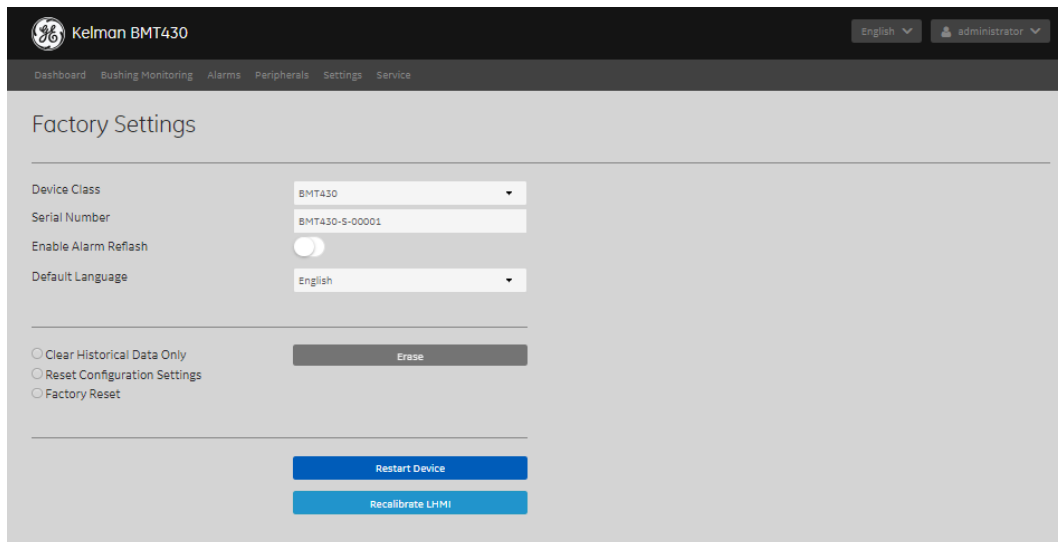 GE Kelman BMT430
English administrator
Dashboard Bushing Monitoring Alarms Peripherals Settings Service
Factory Settings
Device Class BMT430
Serial Number BMT430-S-00001
Enable Alarm Reflash
Default Language English
Clear Historical Data Only Erase
Reset Configuration Settings
Factory Reset
Restart Device
Recalibrate LHMI